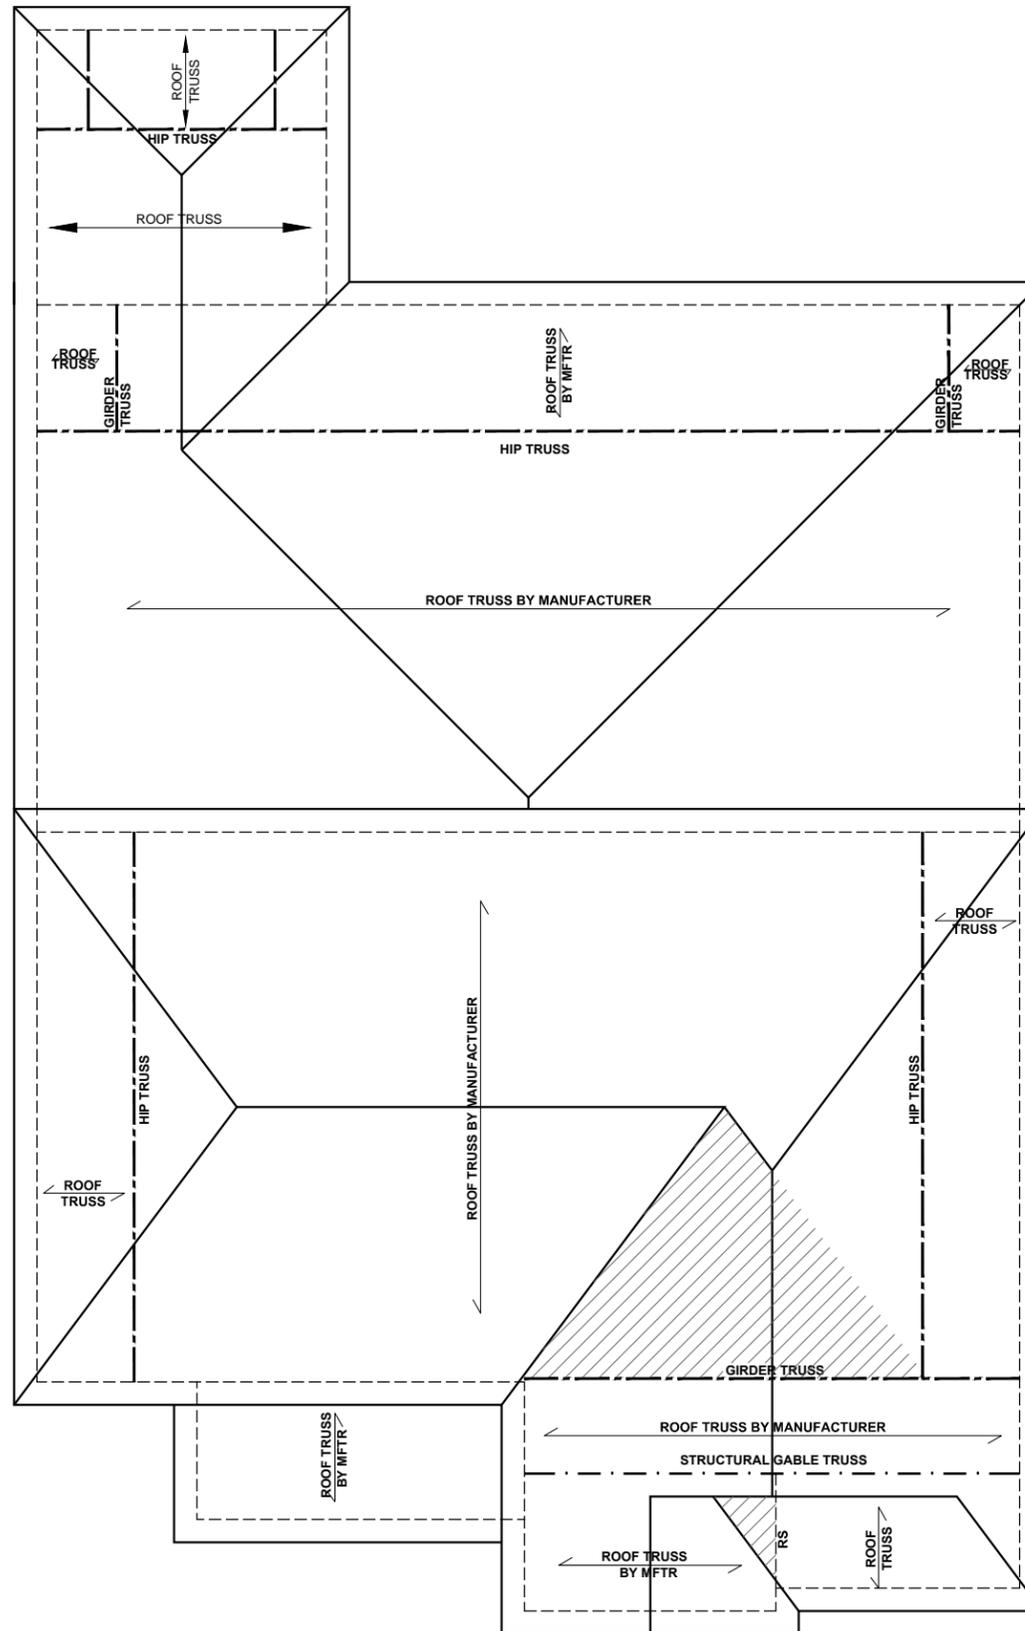 ROOF
TRUSS
HIP TRUSS
ROOF TRUSS
ROOF
TRUSS
GIRDER
TRUSS
ROOF TRUSS
BY MFTR
GIRDER
TRUSS
ROOF
TRUSS
HIP TRUSS
ROOF TRUSS BY MANUFACTURER
ROOF
TRUSS
ROOF TRUSS BY MANUFACTURER
HIP TRUSS
HIP TRUSS
ROOF
TRUSS
GIRDER TRUSS
ROOF TRUSS
BY MFTR
ROOF TRUSS BY MANUFACTURER
STRUCTURAL GABLE TRUSS
RS
ROOF
TRUSS
ROOF TRUSS
BY MFTR